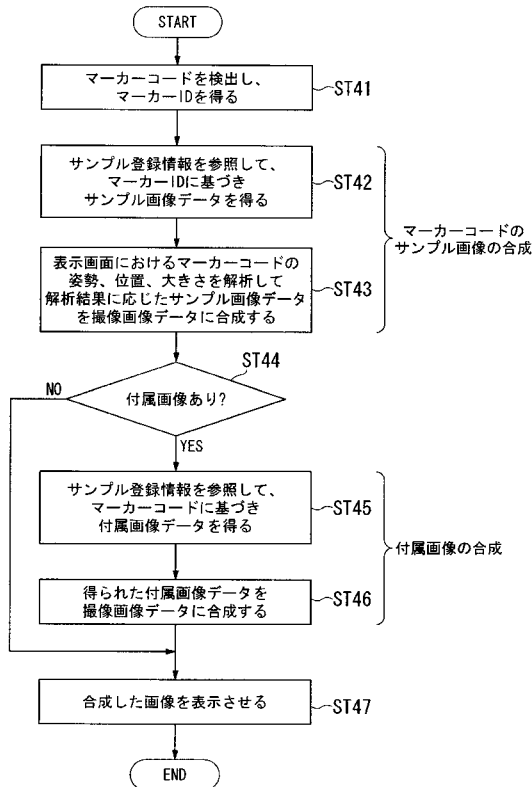 START
マーカーコードを検出し、
マーカーIDを得る
ST41
サンプル登録情報を参照して、
マーカーIDに基づき
サンプル画像データを得る
ST42
表示画面におけるマーカーコードの
姿勢、位置、大きさを解析して
解析結果に応じたサンプル画像データ
を撮像画像データに合成する
ST43
マーカーコードの
サンプル画像の合成
ST44
付属画像あり?
NO
YES
サンプル登録情報を参照して、
マーカーコードに基づき
付属画像データを得る
ST45
得られた付属画像データを
撮像画像データに合成する
ST46
付属画像の合成
合成した画像を表示させる
ST47
END